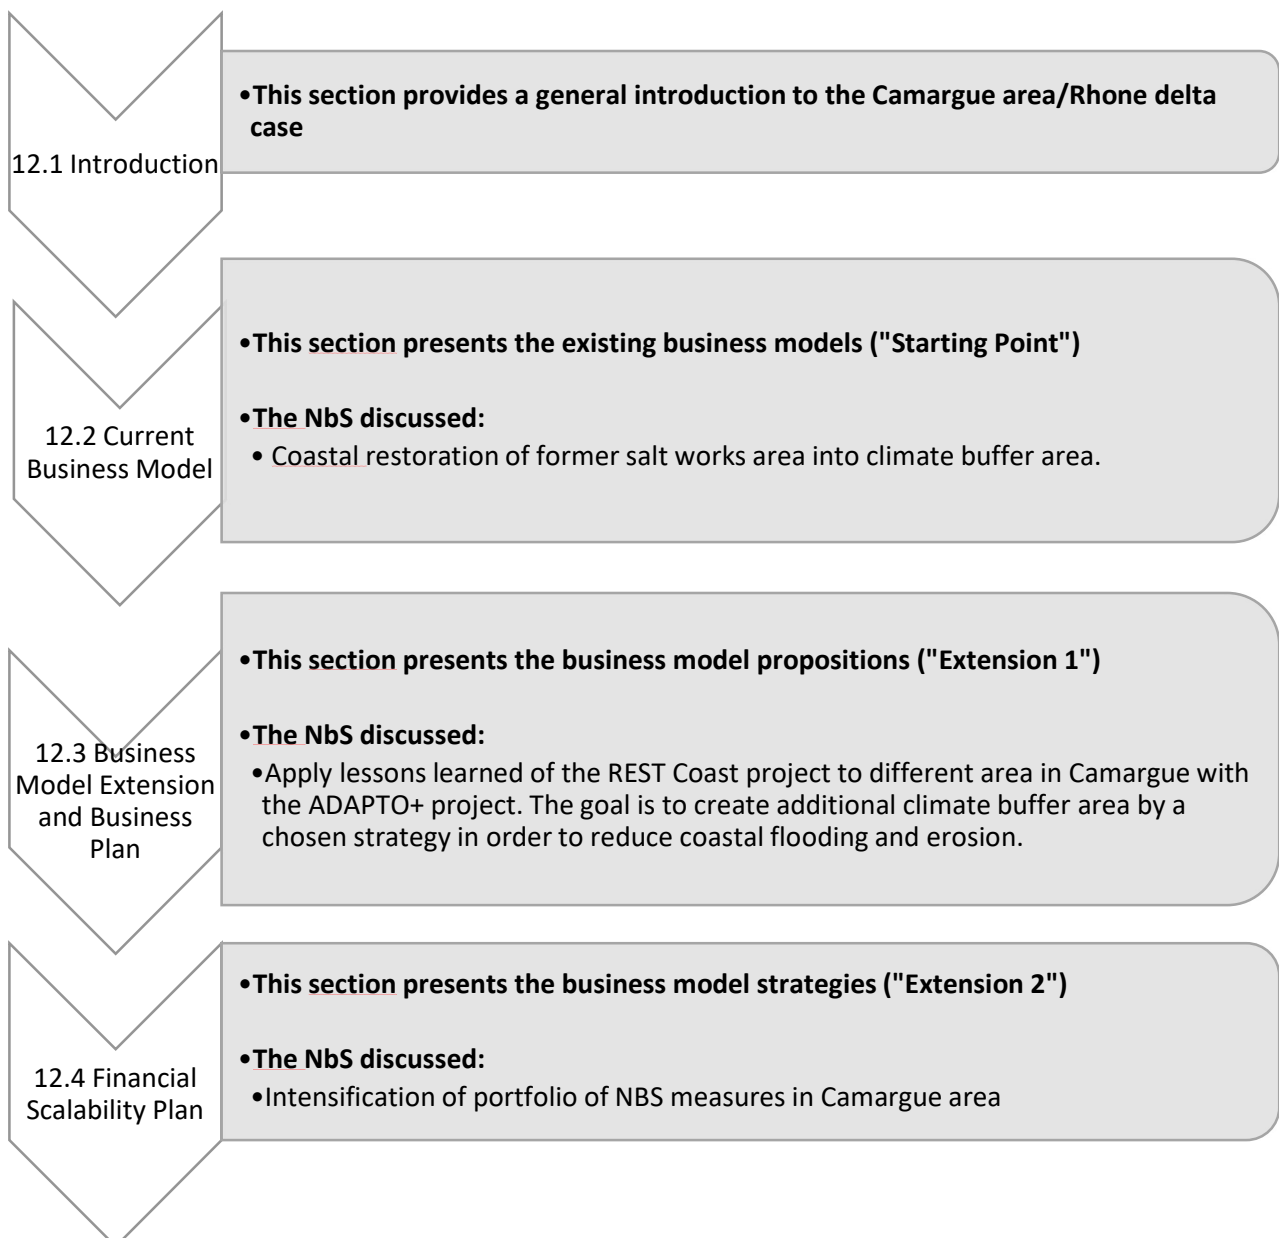 12.1 Introduction
•This section provides a general introduction to the Camargue area/Rhone delta
case
12.2 Current
Business Model
•This section presents the existing business models ("Starting Point")
•The NbS discussed:
• Coastal restoration of former salt works area into climate buffer area.
12.3 Business
Model Extension
and Business
Plan
•This section presents the business model propositions ("Extension 1")
•The NbS discussed:
•Apply lessons learned of the REST Coast project to different area in Camargue with
the ADAPTO+ project. The goal is to create additional climate buffer area by a
chosen strategy in order to reduce coastal flooding and erosion.
12.4 Financial
Scalability Plan
•This section presents the business model strategies ("Extension 2")
•The NbS discussed:
•Intensification of portfolio of NBS measures in Camargue area